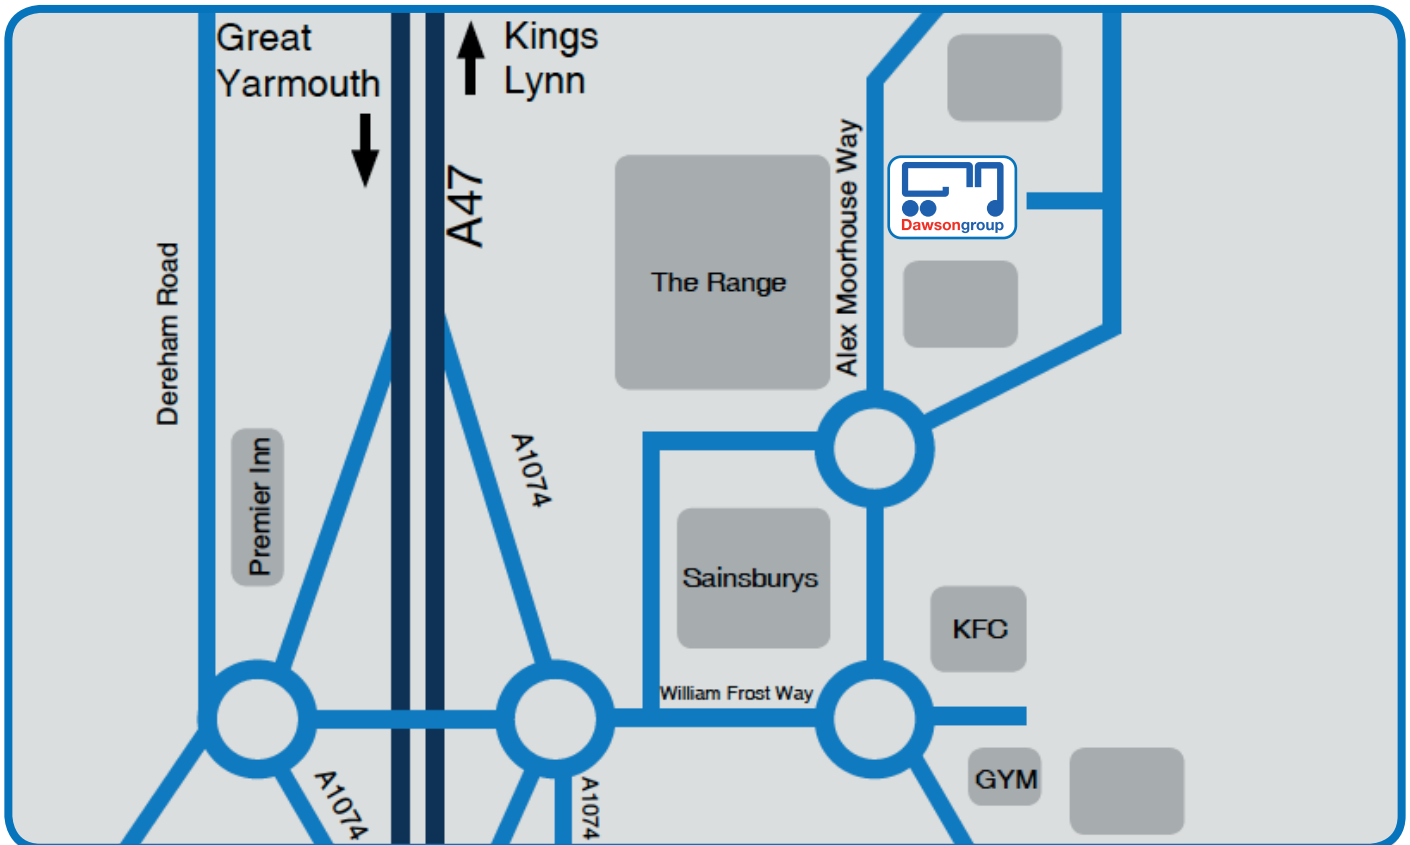 Great
Yarmouth
Kings
Lynn
A47
Dereham Road
Alex Moorhouse Way
Dawsongroup
The Range
Premier Inn
A1074
Sainsburys
KFC
William Frost Way
A1074
A1074
GYM